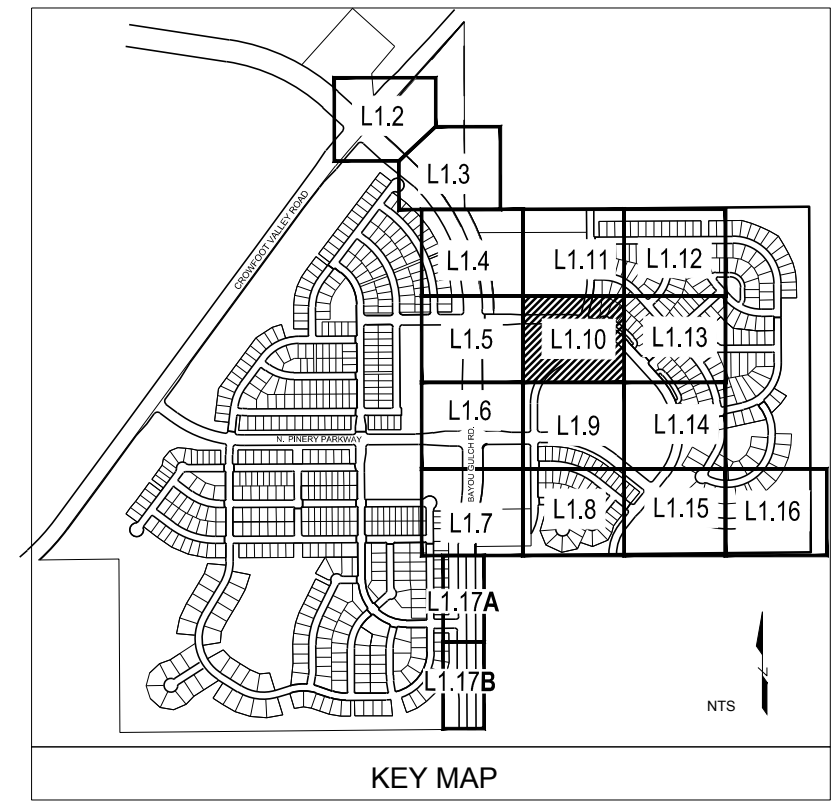 L1.2
L1.3
CROWFOOT VALLEY ROAD
L1.4
L1.11
L1.12
L1.5
L1.10
L1.13
L1.6
L1.9
L1.14
N. PINERY PARKWAY
BAYOU GULCH RD.
L1.7
L1.8
L1.15
L1.16
L1.17A
L1.17B
NTS
N
KEY MAP